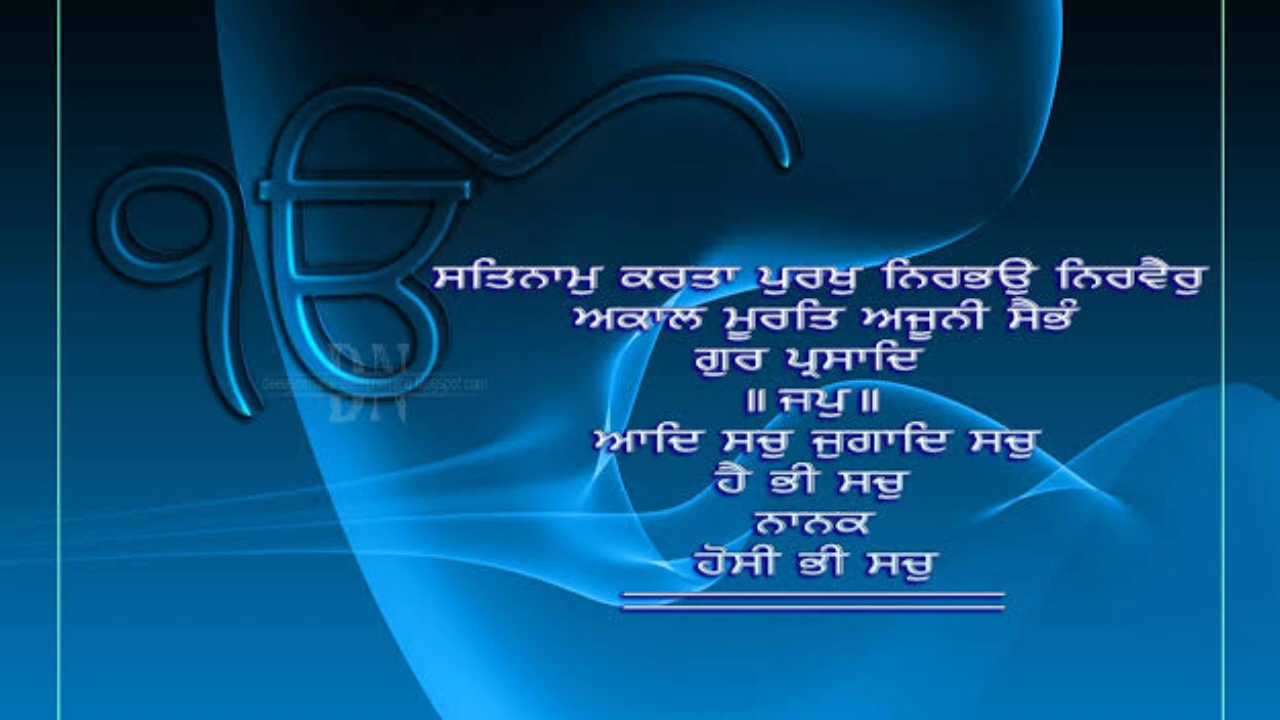 ੴ
ਸਤਿਨਾਮੁ ਕਰਤਾ ਪੁਰਖੁ ਨਿਰਭਉ ਨਿਰਵੈਰੁ
ਅਕਾਲ ਮੂਰਤਿ ਅਜੂਨੀ ਸੈਭੰ
ਗੁਰ ਪ੍ਰਸਾਦਿ
॥ ਜਪੁ ॥
ਆਦਿ ਸਚੁ ਜੁਗਾਦਿ ਸਚੁ
ਹੈ ਭੀ ਸਚੁ
ਨਾਨਕ
ਹੋਸੀ ਭੀ ਸਚੁ
DN